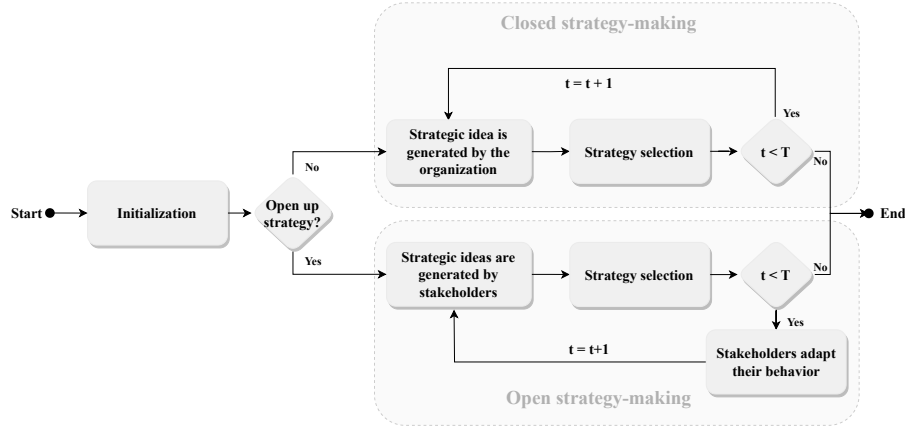 Closed strategy-making
t = t + 1
Yes
Strategic idea is
generated by the
organization
Strategy selection
t < T
No
No
Start
Initialization
Open up
strategy?
End
Yes
Strategic ideas are
generated by
stakeholders
Strategy selection
t < T
No
Yes
t = t+1
Stakeholders adapt
their behavior
Open strategy-making